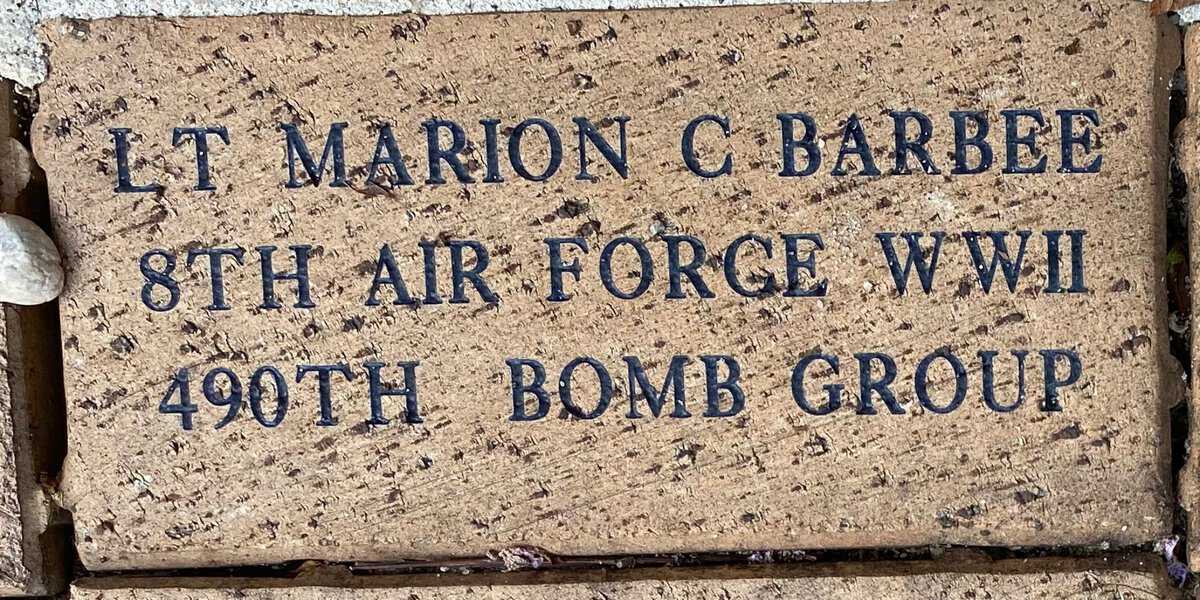 LT MARION C BARBEE
8TH AIR FORCE WWII
490TH BOMB GROUP